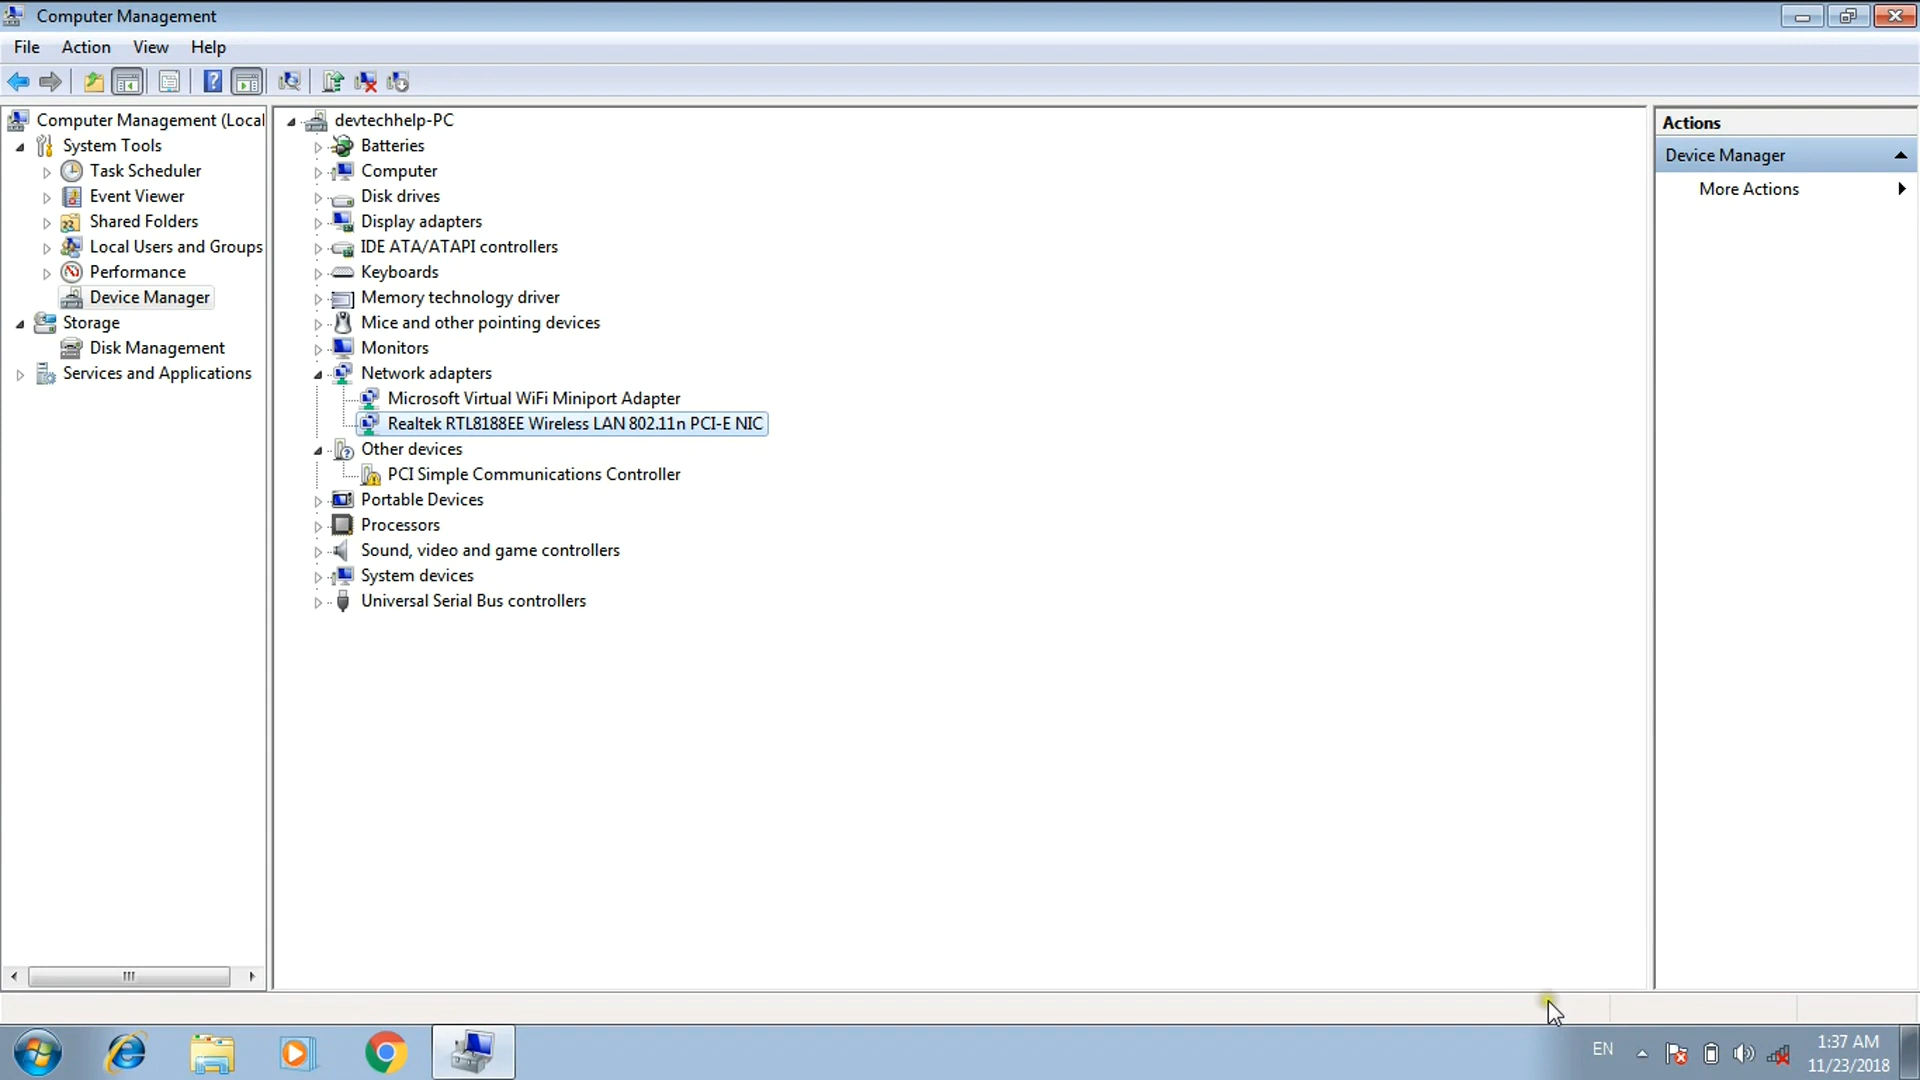 Computer Management
File Action View Help
Computer Management (Local
System Tools
Task Scheduler
Event Viewer
Shared Folders
Local Users and Groups
Performance
Device Manager
Storage
Disk Management
Services and Applications
devtechhelp-PC
Batteries
Computer
Disk drives
Display adapters
IDE ATA/ATAPI controllers
Keyboards
Memory technology driver
Mice and other pointing devices
Monitors
Network adapters
Microsoft Virtual WiFi Miniport Adapter
Realtek RTL8188EE Wireless LAN 802.11n PCI-E NIC
Other devices
PCI Simple Communications Controller
Portable Devices
Processors
Sound, video and game controllers
System devices
Universal Serial Bus controllers
Actions
Device Manager
More Actions
EN
1:37 AM
11/23/2018